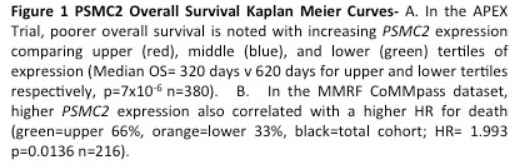 Figure 1 PSMC2 Overall Survival Kaplan Meier Curves- A. In the APEX
Trial, poorer overall survival is noted with increasing PSMC2 expression
comparing upper (red), middle (blue), and lower (green) tertiles of
expression (Median OS= 320 days v 620 days for upper and lower tertiles
respectively, p=7x10⁻⁶ n=380). B. In the MMRF CoMMpass dataset,
higher PSMC2 expression also correlated with a higher HR for death
(green=upper 66%, orange=lower 33%, black=total cohort; HR= 1.993
p=0.0136 n=216).